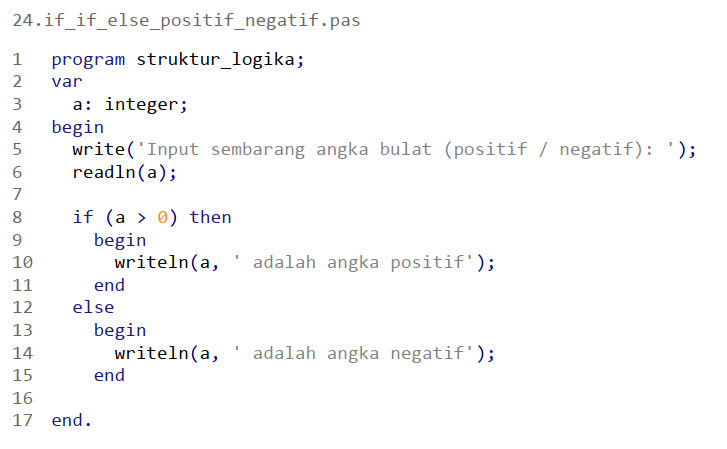 24.if_if_else_positif_negatif.pas
1 program struktur_logika;
2 var
3 a: integer;
4 begin
5 write('Input sembarang angka bulat (positif / negatif): ');
6 readln(a);
7
8 if (a > 0) then
9 begin
10 writeln(a, ' adalah angka positif');
11 end
12 else
13 begin
14 writeln(a, ' adalah angka negatif');
15 end
16
17 end.